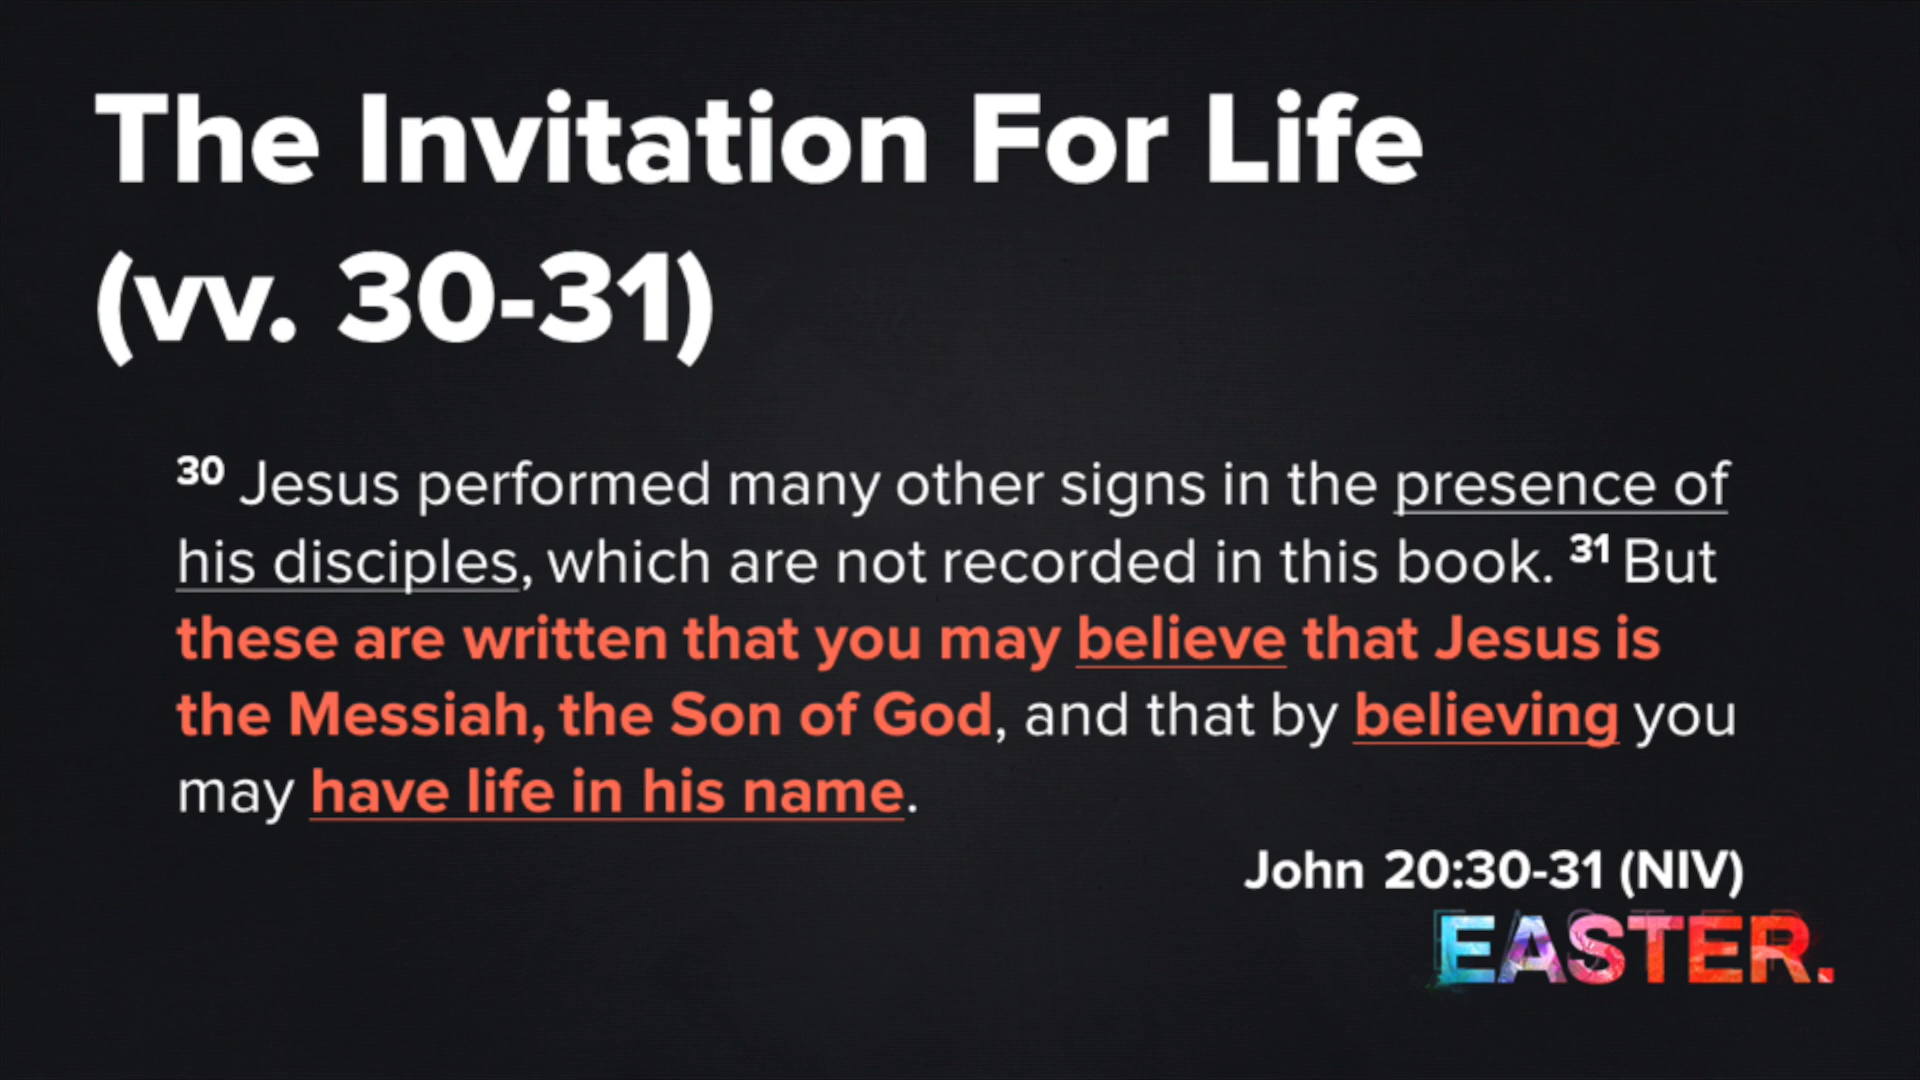 The Invitation For Life
(vv. 30-31)
30 Jesus performed many other signs in the presence of
his disciples, which are not recorded in this book. 31 But
these are written that you may believe that Jesus is
the Messiah, the Son of God, and that by believing you
may have life in his name.
John 20:30-31 (NIV)
EASTER.